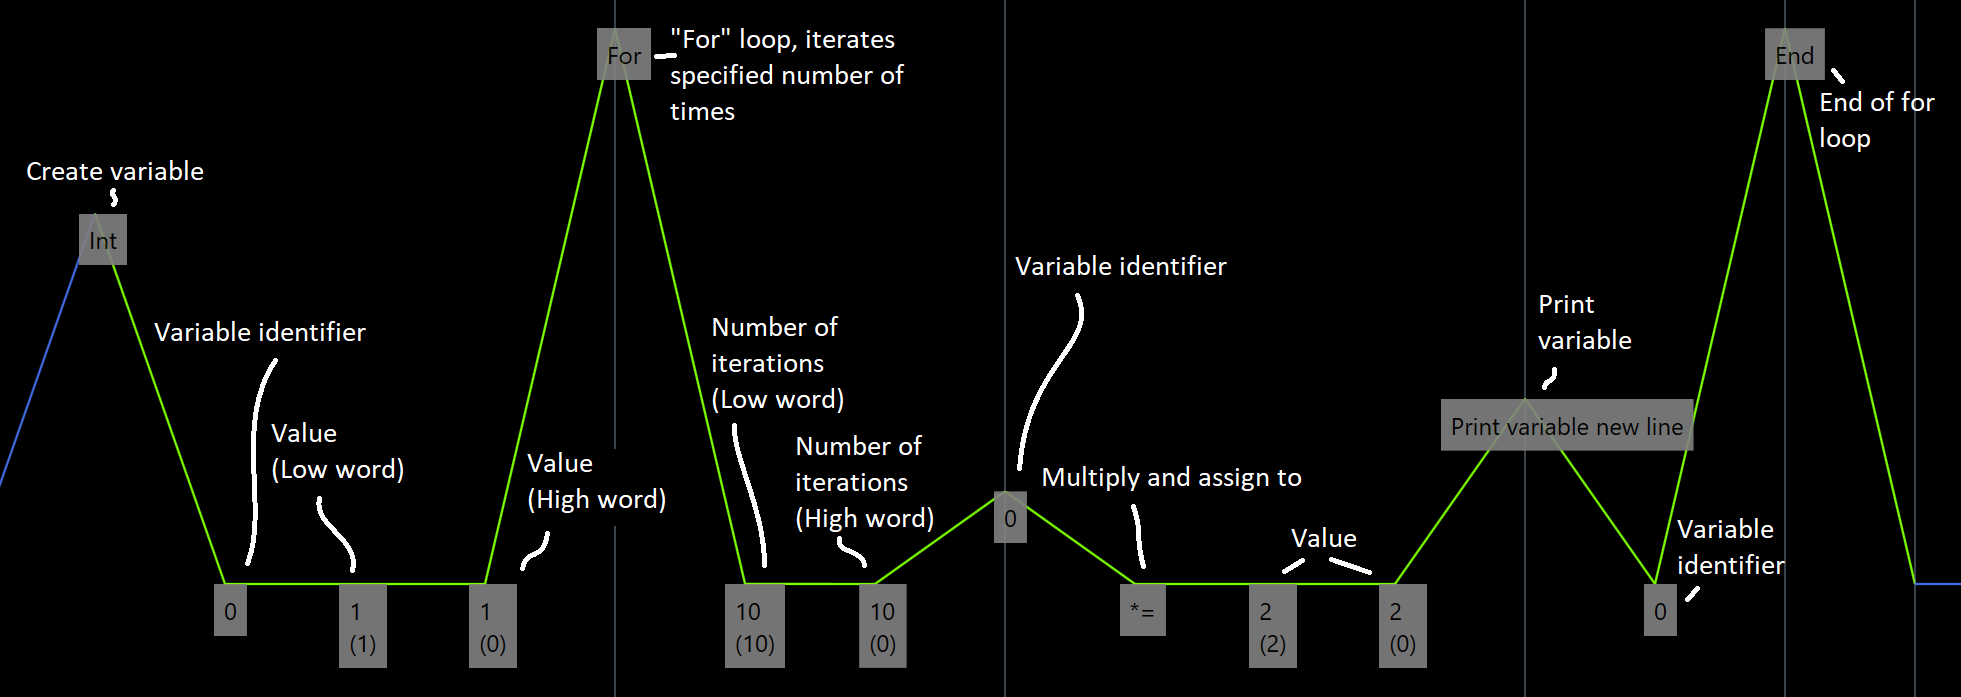 For
"For" loop, iterates
specified number of
times
End
End of for
loop
Create variable
Int
Variable identifier
Value
(Low word)
Value
(High word)
0
1
(1)
1
(0)
Number of
iterations
(Low word)
Number of
iterations
(High word)
10
(10)
10
(0)
Variable identifier
0
Multiply and assign to
*=
Value
2
(2)
2
(0)
Print
variable
Print variable new line
Variable
identifier
0